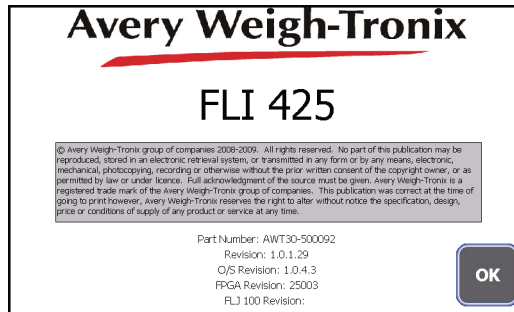 Avery Weigh-Tronix
FLI 425
© Avery Weigh-Tronix group of companies 2008-2009. All rights reserved. No part of this publication may be
reproduced, stored in an electronic retrieval system, or transmitted in any form or by any means, electronic,
mechanical, photocopying, recording or otherwise without the prior written consent of the copyright owner, or as
permitted by law or under licence. Full acknowledgment of the source must be given. Avery Weigh-Tronix is a
registered trade mark of the Avery Weigh-Tronix group of companies. This publication was correct at the time of
going to print however, Avery Weigh-Tronix reserves the right to alter without notice the specification, design,
price or conditions of supply of any product or service at any time.
Part Number: AWT30-500092
Revision: 1.0.1.29
O/S Revision: 1.0.4.3
FPGA Revision: 25003
FLJ 100 Revision:
OK